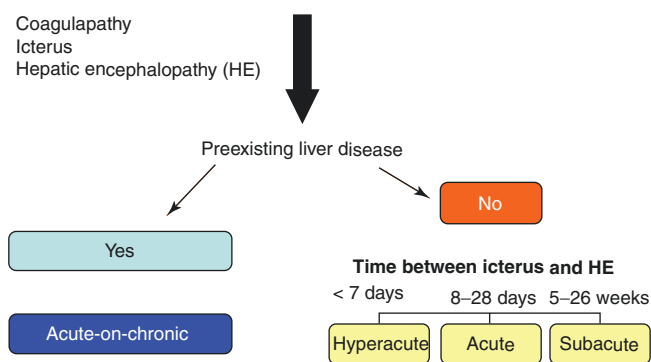 Coagulapathy
Icterus
Hepatic encephalopathy (HE)
Preexisting liver disease
No
Yes
Time between icterus and HE
< 7 days
8–28 days
5–26 weeks
Acute-on-chronic
Hyperacute
Acute
Subacute